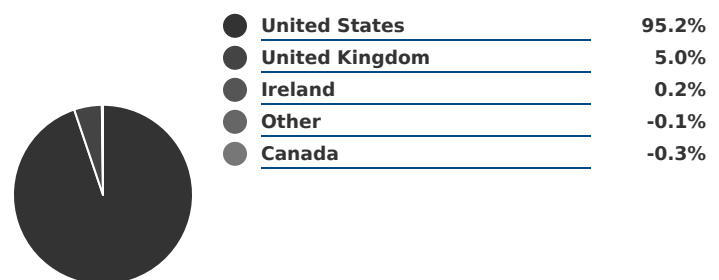 United States 95.2%
United Kingdom 5.0%
Ireland 0.2%
Other -0.1%
Canada -0.3%